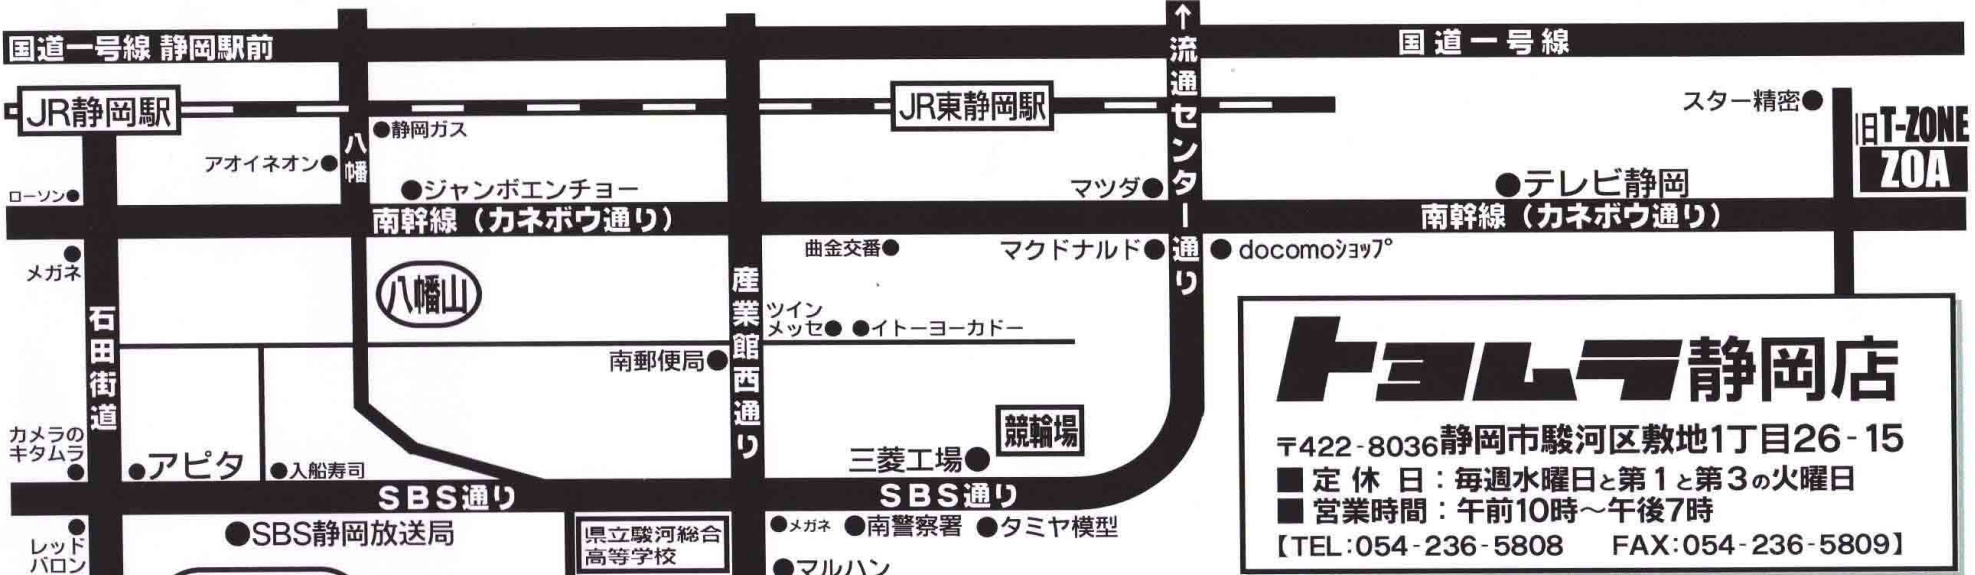 国道一号線 静岡駅前
国道一号線
↑流通センター通り
JR静岡駅
JR東静岡駅
スター精密●
旧T-ZONE
ZOA
八幡
●静岡ガス
アオイネオン●
●ジャンボエンチョー
マツダ●
●テレビ静岡
ローソン●
南幹線（カネボウ通り）
南幹線（カネボウ通り）
メガネ
曲金交番●
マクドナルド●
●docomoショップ
八幡山
石田街道
産業館西通り
ツイン
メッセ●
●イトーヨーカドー
南郵便局●
競輪場
三菱工場●
カメラの
キタムラ
●アピタ
●入船寿司
SBS通り
SBS通り
●SBS静岡放送局
県立駿河総合
高等学校
●メガネ
●南警察署
●タミヤ模型
レッド
バロン
●マルハン
トヨムラ静岡店
〒422-8036静岡市駿河区敷地1丁目26-15
■定休日：毎週水曜日と第1と第3の火曜日
■営業時間：午前10時～午後7時
【TEL:054-236-5808 FAX:054-236-5809】